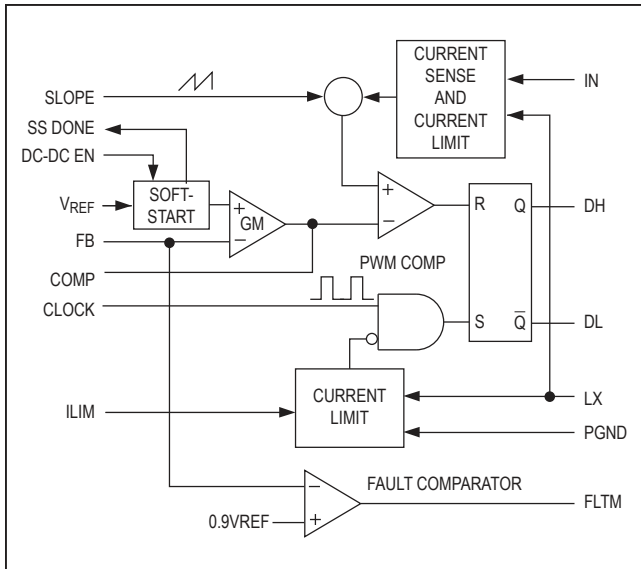 CURRENT
SENSE
AND
CURRENT
LIMIT
IN
SLOPE
SS DONE
DC-DC EN
SOFT-
START
VREF
+
−
GM
FB
COMP
+
−
PWM COMP
R
Q
DH
CLOCK
S
Q̅
DL
ILIM
CURRENT
LIMIT
LX
PGND
−
+
FAULT COMPARATOR
FLTM
0.9VREF